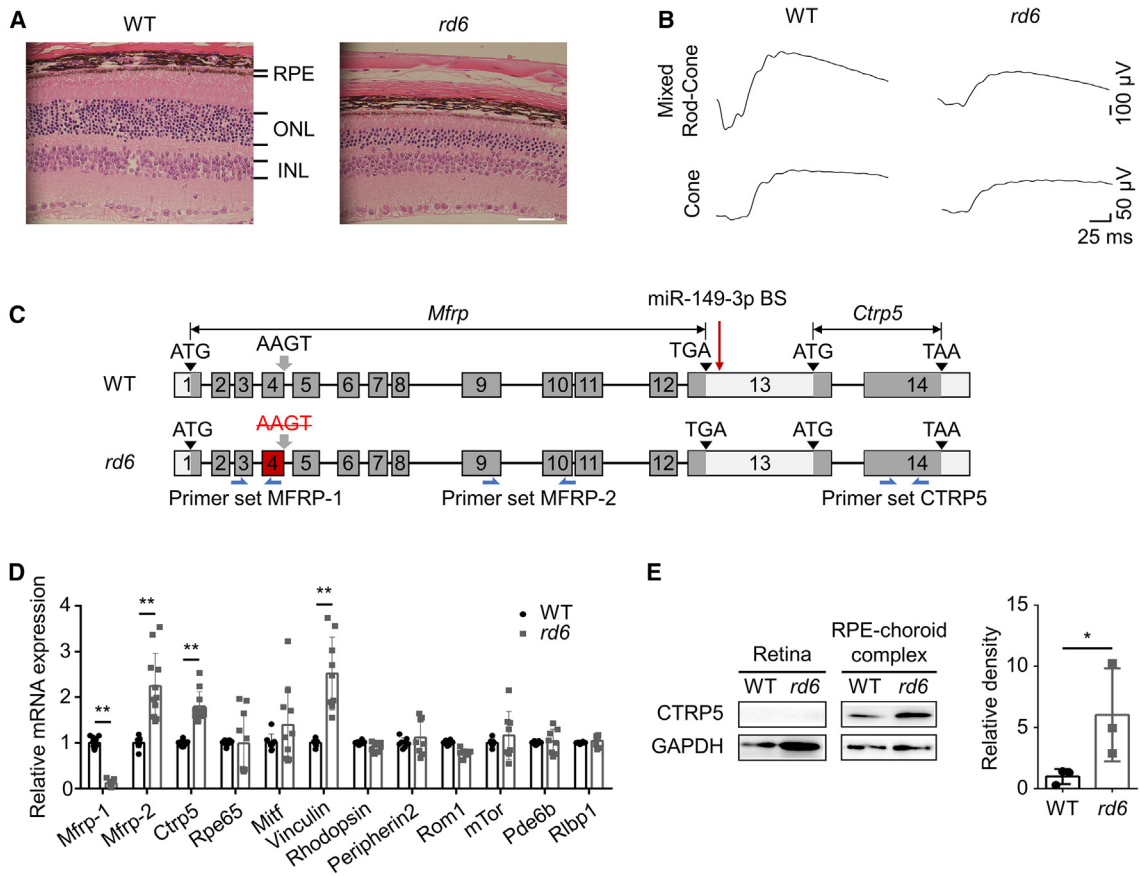 A
WT
rd6
RPE
ONL
INL
B
WT
rd6
Mixed
Rod-Cone
100 µV
Cone
50 µV
25 ms
C
miR-149-3p BS
Mfrp
Ctrp5
ATG
AAGT
TGA
ATG
TAA
WT
1 2 3 4 5 6 7 8 9 10 11 12 13 14
ATG
AAGT
TGA
ATG
TAA
rd6
1 2 3 4 5 6 7 8 9 10 11 12 13 14
Primer set MFRP-1
Primer set MFRP-2
Primer set CTRP5
D
Relative mRNA expression
4
3
2
1
0
**
**
**
**
WT
rd6
Mfrp-1
Mfrp-2
Ctrp5
Rpe65
Mitf
Vinculin
Rhodopsin
Peripherin2
Rom1
mTor
Pde6b
Rlbp1
E
Retina
RPE-choroid
complex
WT rd6
WT rd6
CTRP5
GAPDH
Relative density
15
10
5
0
*
WT
rd6